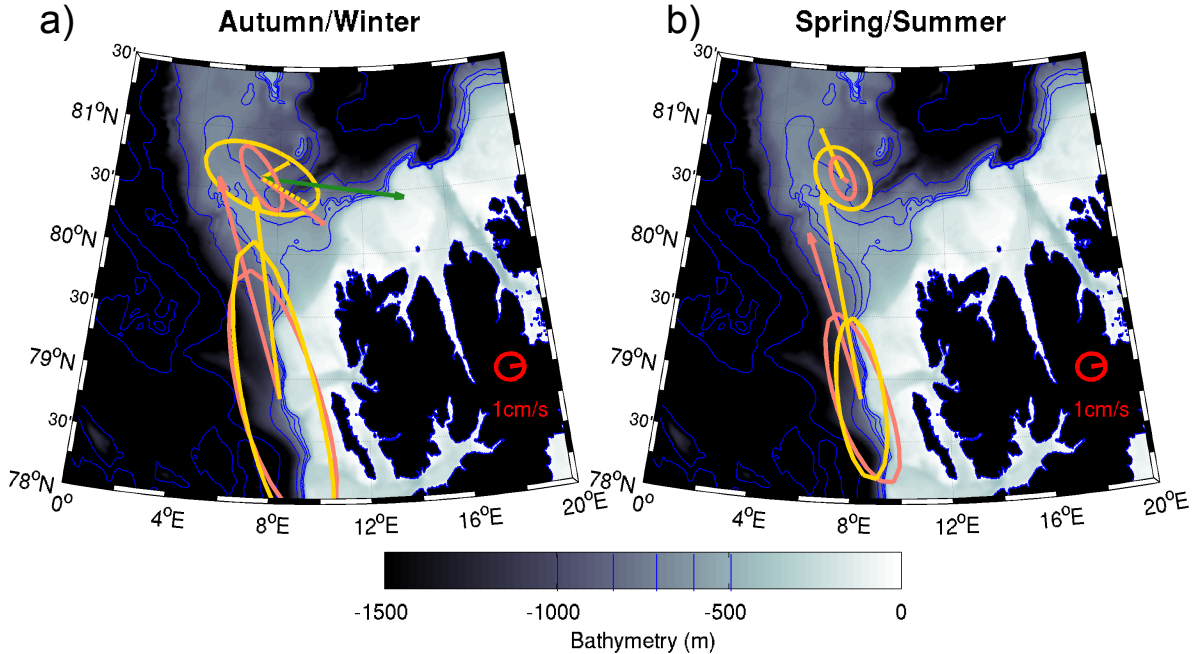 a) Autumn/Winter
30'
81°N
30'
80°N
30'
79°N
30'
78°N
0°
4°E
8°E
12°E
16°E
20°E
1cm/s
b) Spring/Summer
30'
81°N
30'
80°N
30'
79°N
30'
78°N
0°
4°E
8°E
12°E
16°E
20°E
1cm/s
-1500 -1000 -500 0
Bathymetry (m)